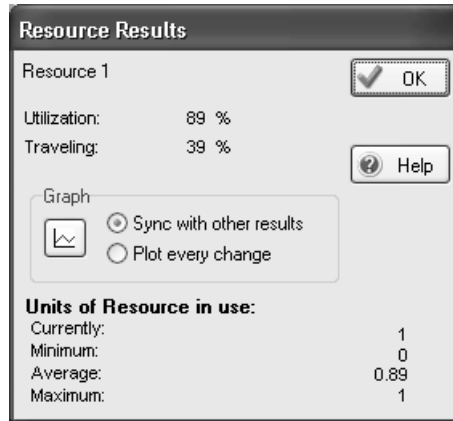 Resource Results
Resource 1
OK
Utilization: 89 %
Traveling: 39 %
Help
Graph
Sync with other results
Plot every change
Units of Resource in use:
Currently: 1
Minimum: 0
Average: 0.89
Maximum: 1